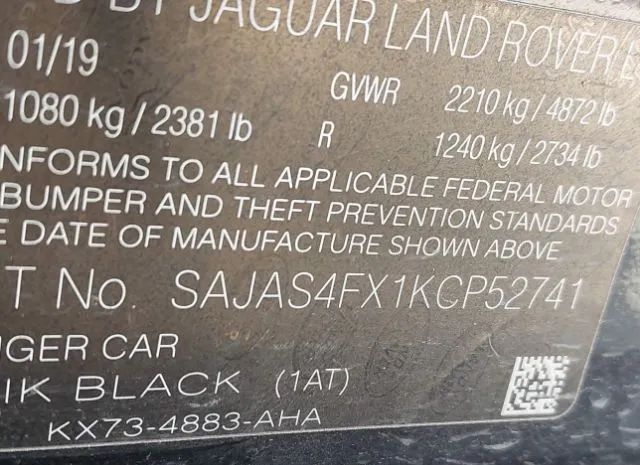 BY JAGUAR LAND ROVER
01/19
GVWR 2210 kg / 4872 lb
1080 kg / 2381 lb
R 1240 kg / 2734 lb
NFORMS TO ALL APPLICABLE FEDERAL MOTOR
BUMPER AND THEFT PREVENTION STANDARDS
E DATE OF MANUFACTURE SHOWN ABOVE
T No. SAJAS4FX1KCP52741
NGER CAR
IK BLACK (1AT)
KX73-4883-AHA